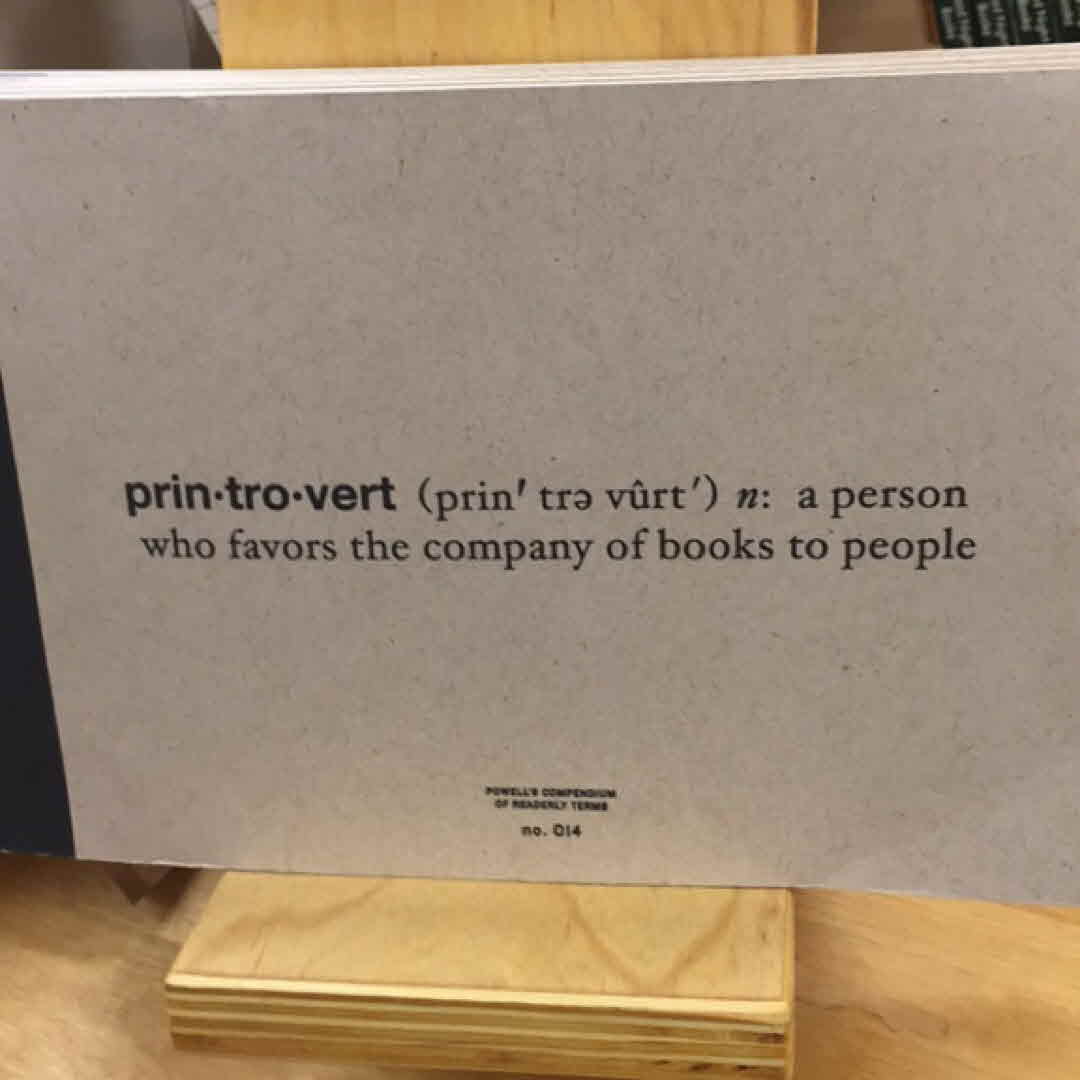 prin·tro·vert (prin′ trə vûrt′) n: a person
who favors the company of books to people
POWELL'S COMPENDIUM
OF READERLY TERMS
no. 014